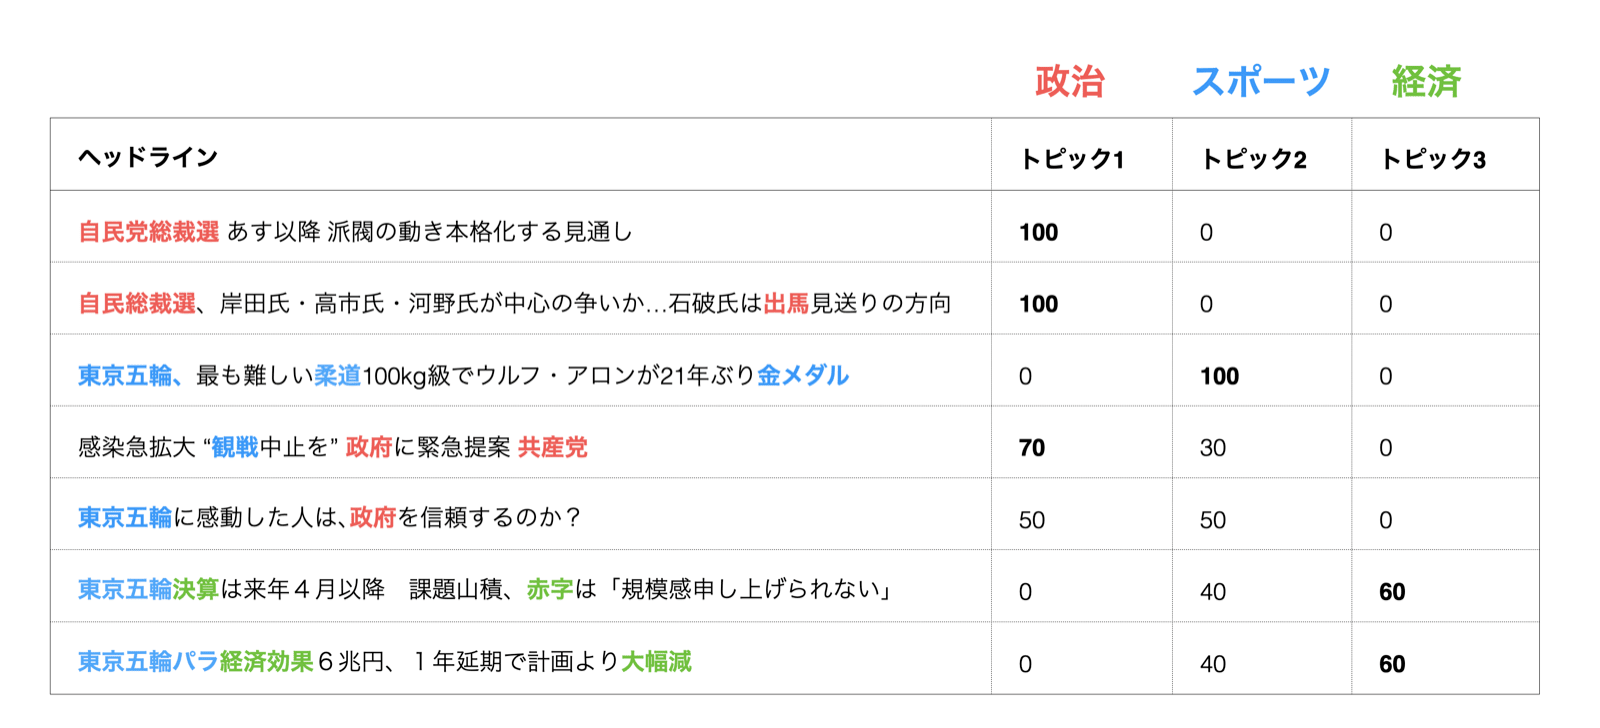 政治 スポーツ 経済
ヘッドライン トピック1 トピック2 トピック3
自民党総裁選 あす以降 派閥の動き本格化する見通し 100 0 0
自民総裁選、岸田氏・高市氏・河野氏が中心の争いか…石破氏は出馬見送りの方向 100 0 0
東京五輪、最も難しい柔道100kg級でウルフ・アロンが21年ぶり金メダル 0 100 0
感染急拡大 “観戦中止を” 政府に緊急提案 共産党 70 30 0
東京五輪に感動した人は、政府を信頼するのか？ 50 50 0
東京五輪決算は来年４月以降　課題山積、赤字は「規模感申し上げられない」 0 40 60
東京五輪パラ経済効果６兆円、１年延期で計画より大幅減 0 40 60